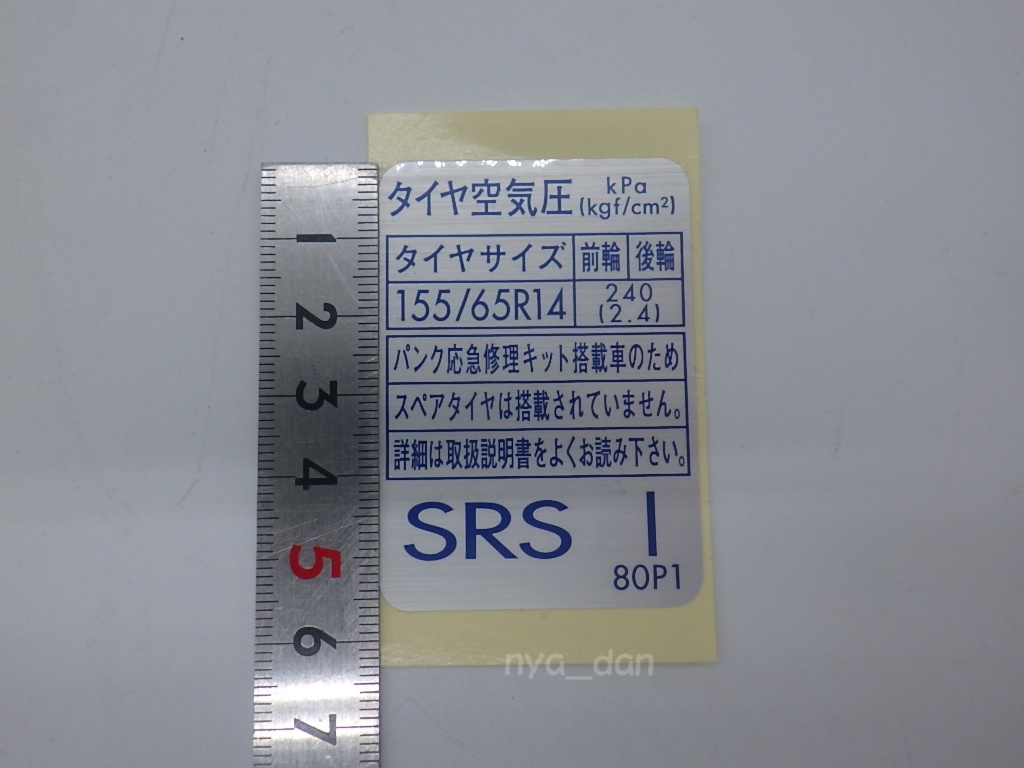 タイヤ空気圧 kPa (kgf/cm²)
タイヤサイズ 前輪 後輪
155/65R14 240 (2.4)
パンク応急修理キット搭載車のため
スペアタイヤは搭載されていません。
詳細は取扱説明書をよくお読み下さい。
SRS I
80P1
1
2
3
4
5
6
7
nya_dan